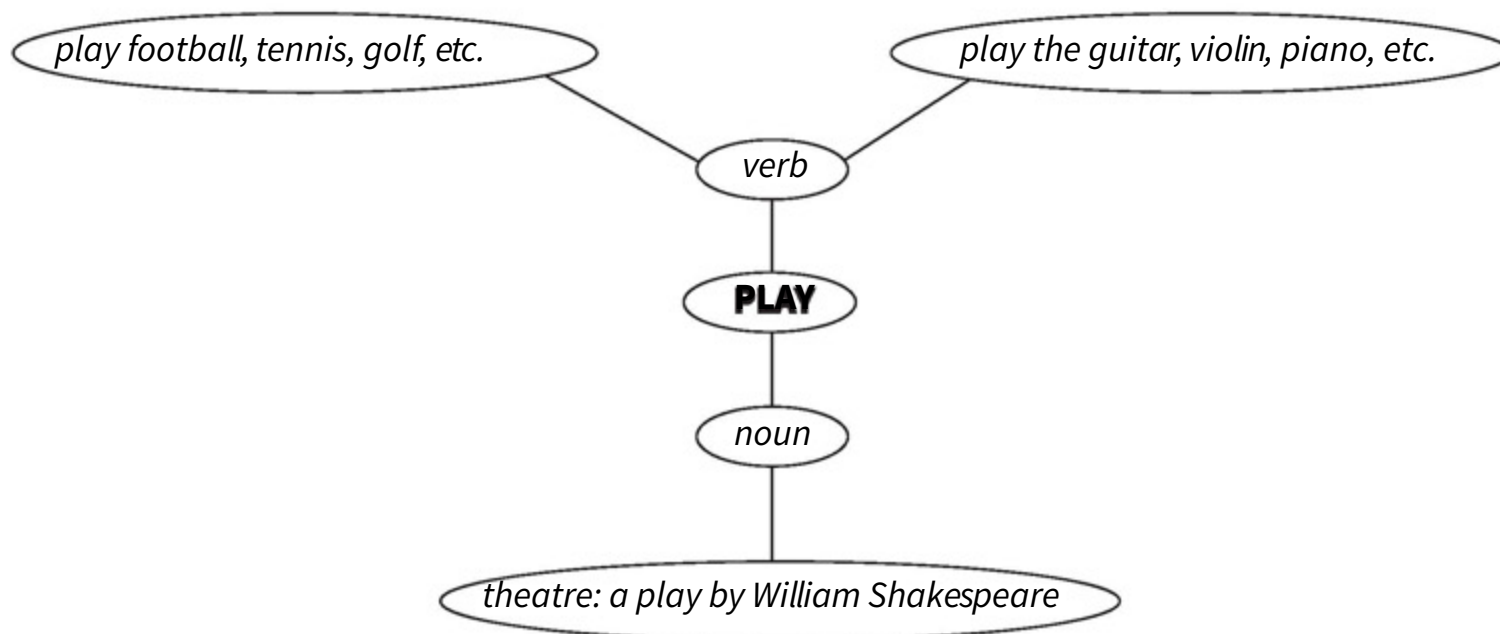 play football, tennis, golf, etc.
play the guitar, violin, piano, etc.
verb
PLAY
noun
theatre: a play by William Shakespeare